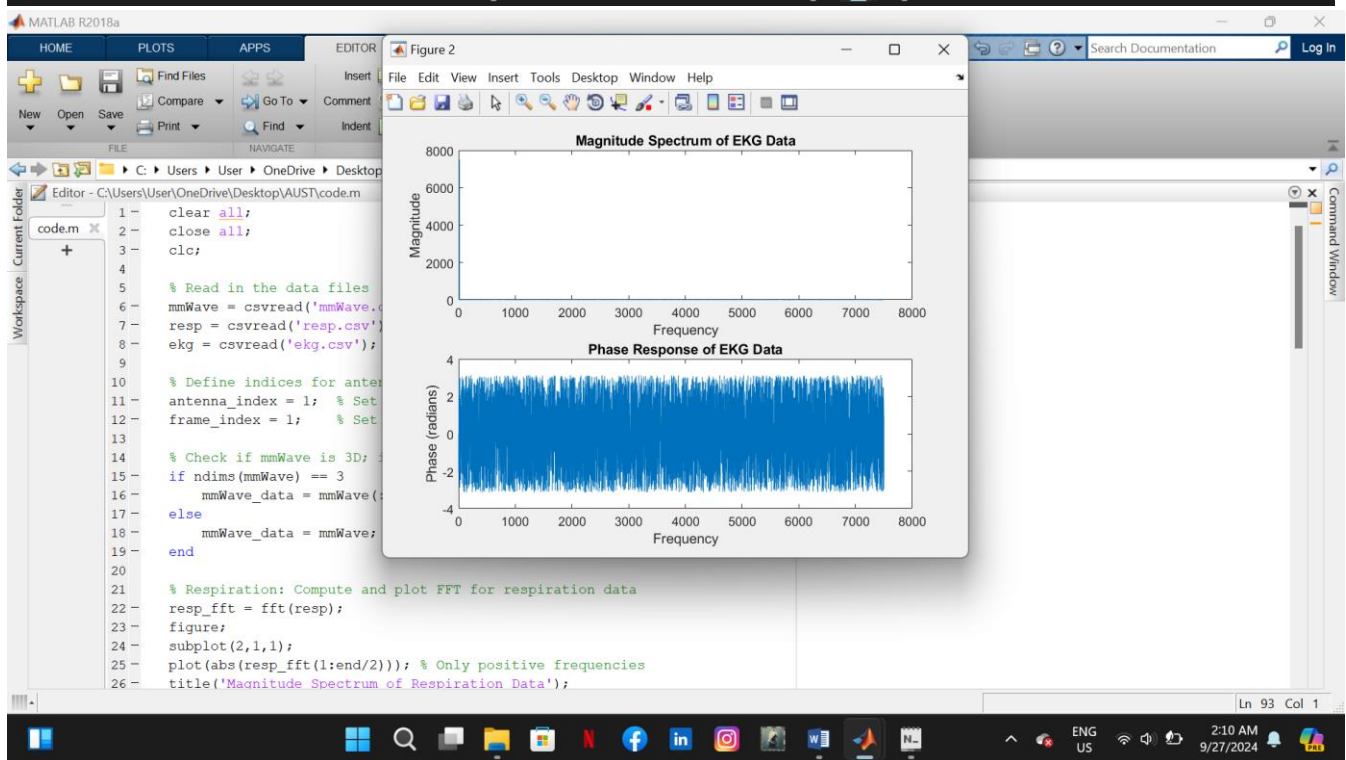 MATLAB R2018a
HOME PLOTS APPS EDITOR
Search Documentation
Log In
New
Open
Save
Find Files
Compare
Print
Go To
Find
Insert
Comment
Indent
FILE
NAVIGATE
C: Users User OneDrive Desktop
Editor - C:\Users\User\OneDrive\Desktop\AUST\code.m
Current Folder
Workspace
Command Window
code.m
+
1 clear all;
2 close all;
3 clc;
4
5 % Read in the data files
6 mmWave = csvread('mmWave.
7 resp = csvread('resp.csv')
8 ekg = csvread('ekg.csv');
9
10 % Define indices for anter
11 antenna_index = 1; % Set
12 frame_index = 1; % Set
13
14 % Check if mmWave is 3D;
15 if ndims(mmWave) == 3
16 mmWave_data = mmWave(
17 else
18 mmWave_data = mmWave;
19 end
20
21 % Respiration: Compute and plot FFT for respiration data
22 resp_fft = fft(resp);
23 figure;
24 subplot(2,1,1);
25 plot(abs(resp_fft(1:end/2))); % Only positive frequencies
26 title('Magnitude Spectrum of Respiration Data');
Figure 2
File Edit View Insert Tools Desktop Window Help
Magnitude Spectrum of EKG Data
Magnitude
8000
6000
4000
2000
0
0 1000 2000 3000 4000 5000 6000 7000 8000
Frequency
Phase Response of EKG Data
Phase (radians)
4
2
0
-2
-4
0 1000 2000 3000 4000 5000 6000 7000 8000
Frequency
Ln 93 Col 1
ENG
US
2:10 AM
9/27/2024
PRE